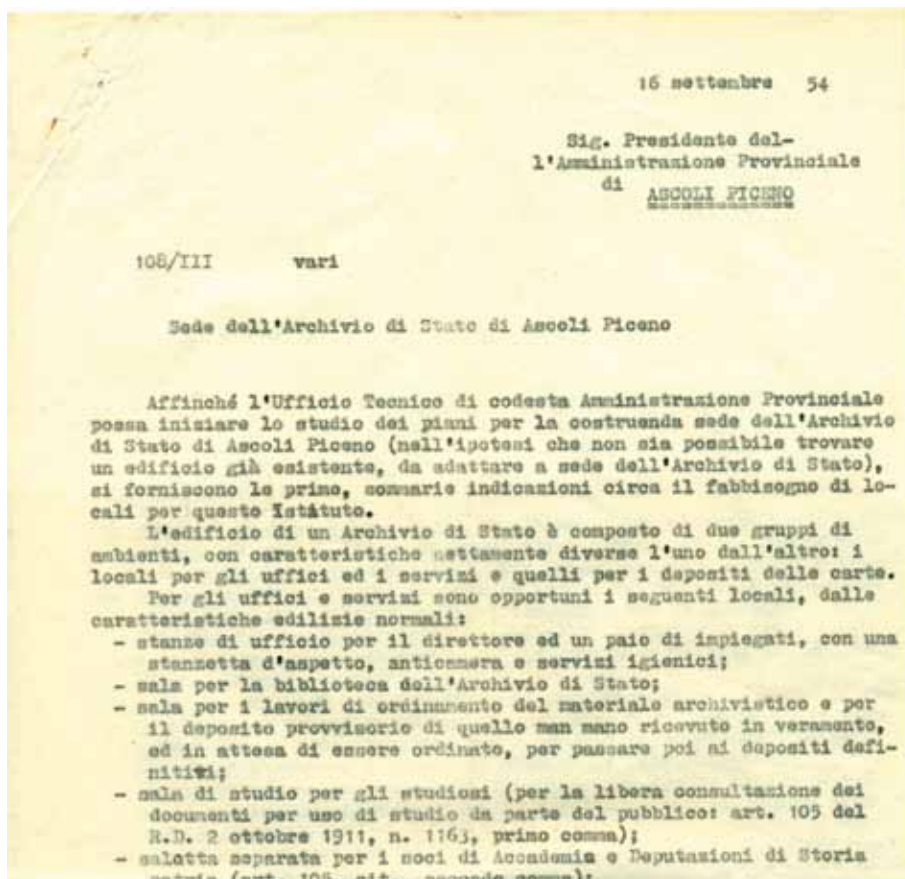 16 settembre 54
Sig. Presidente del-
l'Amministrazione Provinciale
di ASCOLI PICENO
108/III vari
Sede dell'Archivio di Stato di Ascoli Piceno
Affinché l'Ufficio Tecnico di codesta Amministrazione Provinciale
possa iniziare lo studio dei piani per la costruenda sede dell'Archivio
di Stato di Ascoli Piceno (nell'ipotesi che non sia possibile trovare
un edificio già esistente, da adattare a sede dell'Archivio di Stato),
si forniscono le prime, sommarie indicazioni circa il fabbisogno di lo-
cali per questo Istituto.
L'edificio di un Archivio di Stato è composto di due gruppi di
ambienti, con caratteristiche nettamente diverse l'uno dall'altro: i
locali per gli uffici ed i servizi e quelli per i depositi delle carte.
Per gli uffici e servizi sono opportuni i seguenti locali, dalle
caratteristiche edilizie normali:
- stanze di ufficio per il direttore ed un paio di impiegati, con una
stanzetta d'aspetto, anticamera e servizi igienici;
- sala per la biblioteca dell'Archivio di Stato;
- sala per i lavori di ordinamento del materiale archivistico e per
il deposito provvisorio di quello man mano ricevuto in versamento,
ed in attesa di essere ordinato, per passare poi ai depositi defi-
nitivi;
- sala di studio per gli studiosi (per la libera consultazione dei
documenti per uso di studio da parte del pubblico: art. 105 del
R.D. 2 ottobre 1911, n. 1163, primo comma);
- saletta separata per i soci di Accademie e Deputazioni di Storia
patria (art. 105, cit., secondo comma);